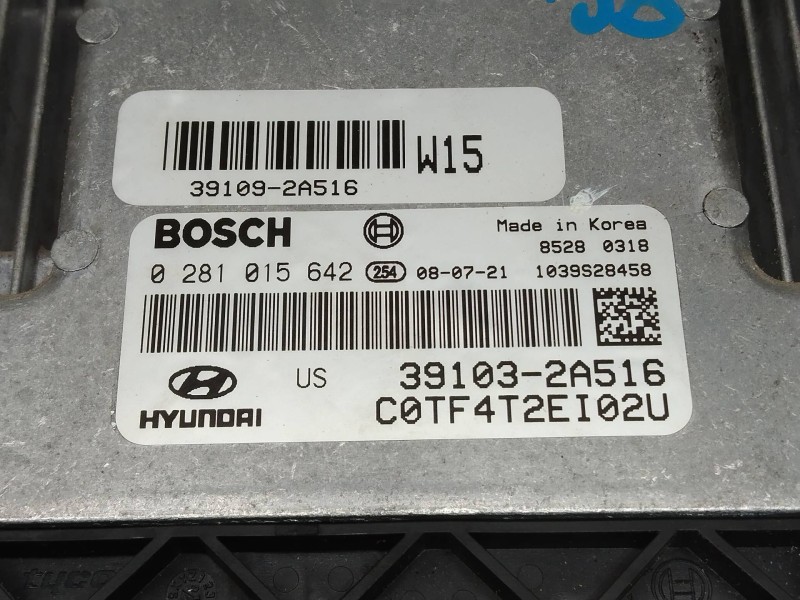 W15
39109-2A516
BOSCH
Made in Korea
8528 0318
0 281 015 642 254 08-07-21 1039S28458
US 39103-2A516
HYUNDAI C0TF4T2EI02U
tyco